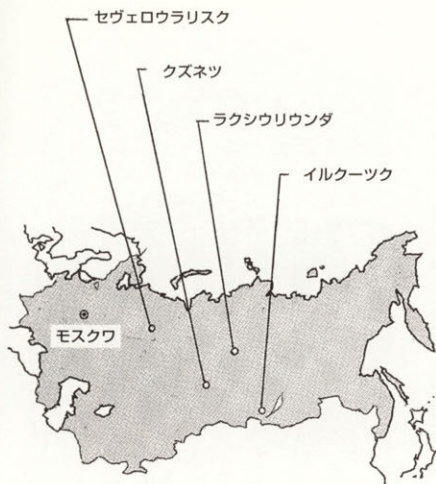 セヴェロウラリスク
クズネツ
ラクシウリウンダ
イルクーツク
モスクワ